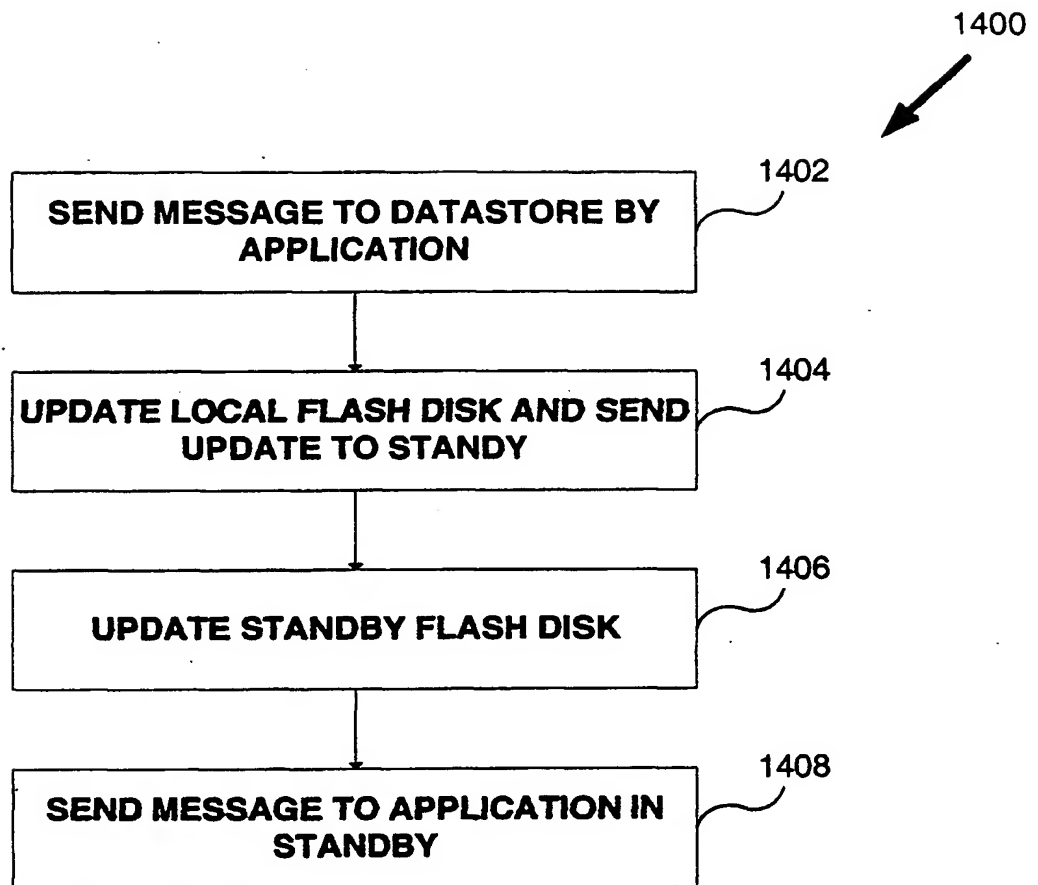 1400
1402
SEND MESSAGE TO DATASTORE BY
APPLICATION
1404
UPDATE LOCAL FLASH DISK AND SEND
UPDATE TO STANDY
1406
UPDATE STANDBY FLASH DISK
1408
SEND MESSAGE TO APPLICATION IN
STANDBY